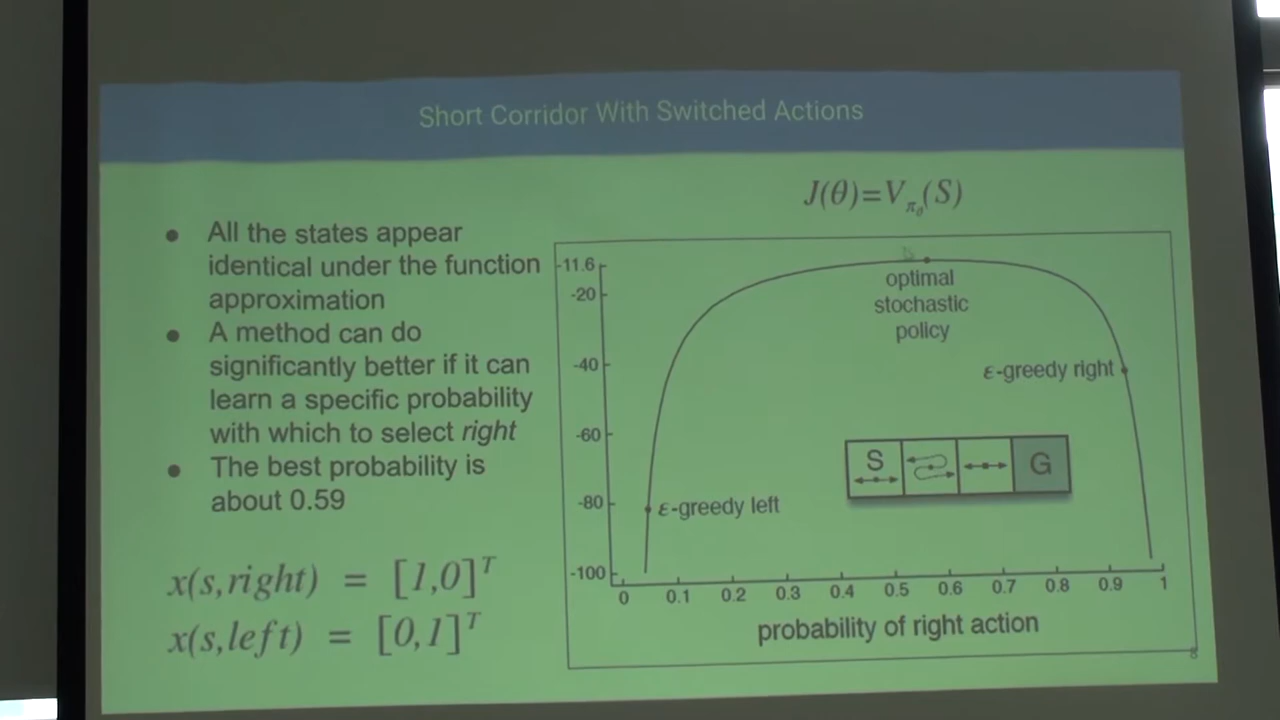 Short Corridor With Switched Actions
● All the states appear
identical under the function
approximation
● A method can do
significantly better if it can
learn a specific probability
with which to select right
● The best probability is
about 0.59
x(s,right) = [1,0]ᵀ
x(s,left) = [0,1]ᵀ
J(θ)=V_{π_θ}(S)
-11.6
-20
-40
-60
-80
-100
optimal
stochastic
policy
ε-greedy right
ε-greedy left
S
G
0 0.1 0.2 0.3 0.4 0.5 0.6 0.7 0.8 0.9 1
probability of right action
8